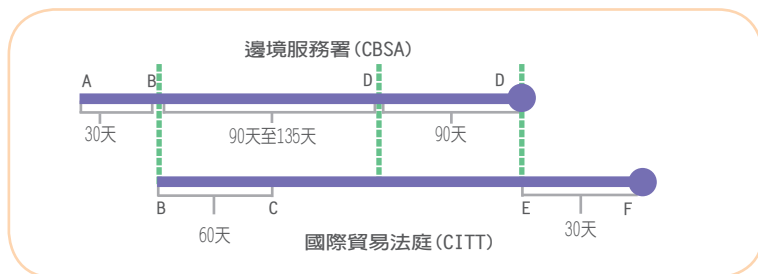 邊境服務署(CBSA)
A B D D
30天 90天至135天 90天
B C E F
60天 30天
國際貿易法庭(CITT)